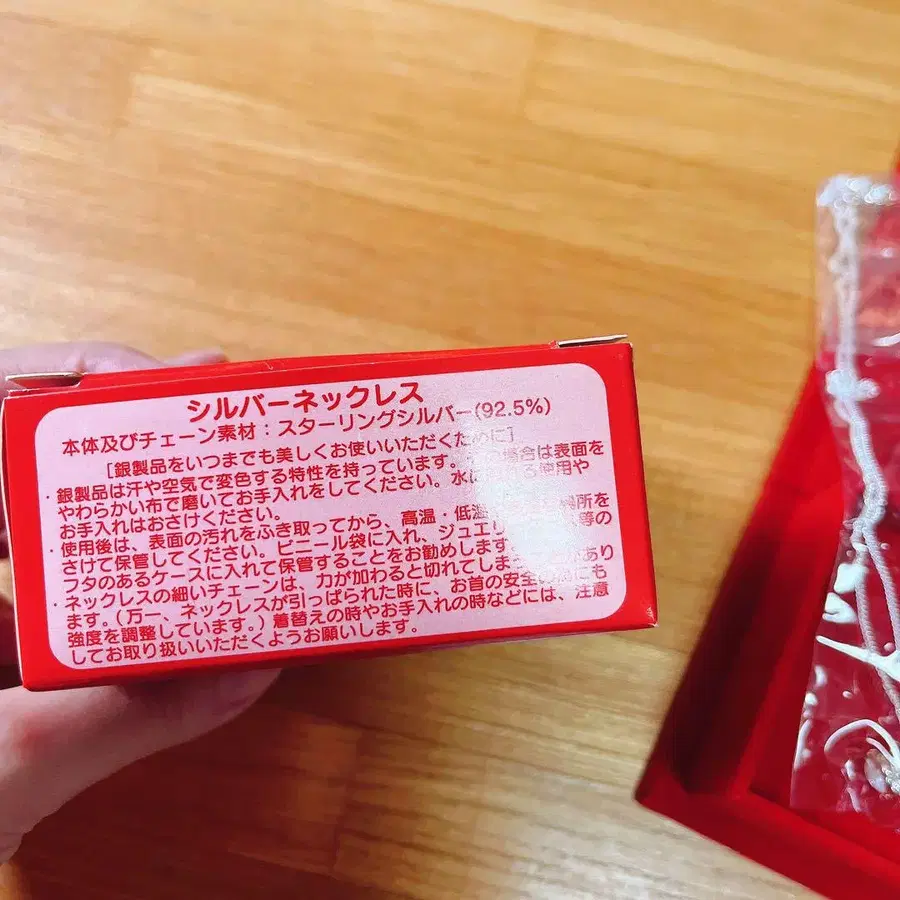 シルバーネックレス
本体及びチェーン素材：スターリングシルバー(92.5%)
[銀製品をいつまでも美しくお使いいただくために]
・銀製品は汗や空気で変色する特性を持っています。 合は表面を
やわらかい布で磨いてお手入れをしてください。水に 使用や
お手入れはおさけください。
・使用後は、表面の汚れをふき取ってから、高温・低温 場所を
さけて保管してください。ビニール袋に入れ、ジュエリ 等の
フタのあるケースに入れて保管することをお勧めします
・ネックレスの細いチェーンは、力が加わると切れてしま があり
ます。(万一、ネックレスが引っぱられた時に、お首の安全の にも
強度を調整しています。)着替えの時やお手入れの時などには、注意
してお取り扱いいただくようお願いします。